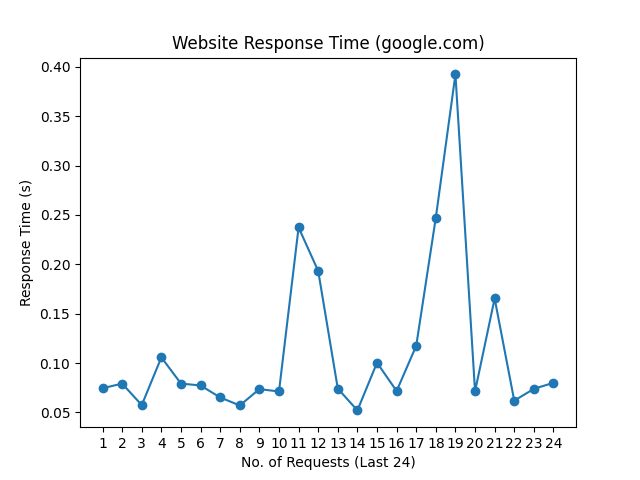 Website Response Time (google.com)
0.40
0.35
0.30
0.25
0.20
0.15
0.10
0.05
Response Time (s)
1 2 3 4 5 6 7 8 9 10 11 12 13 14 15 16 17 18 19 20 21 22 23 24
No. of Requests (Last 24)